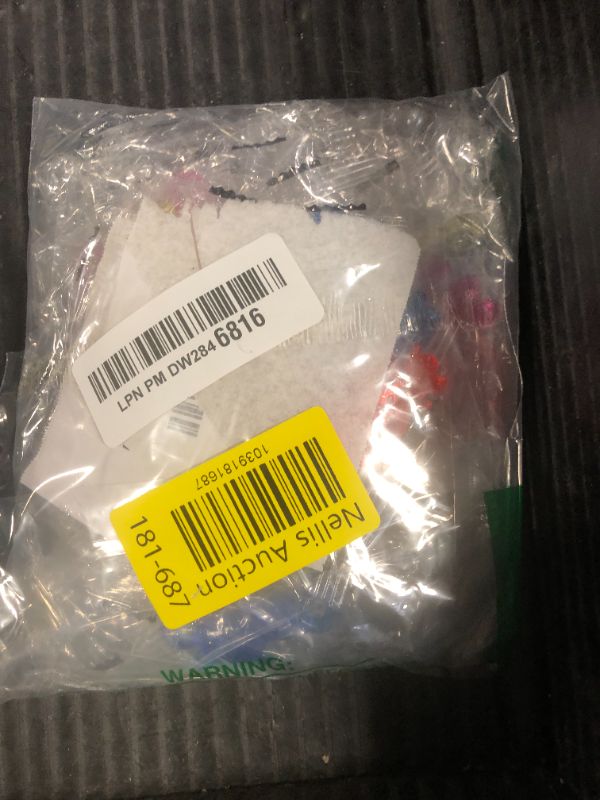 LPN PM DW284 6816
1039181687
Nellis Auction
181-687
WARNING: